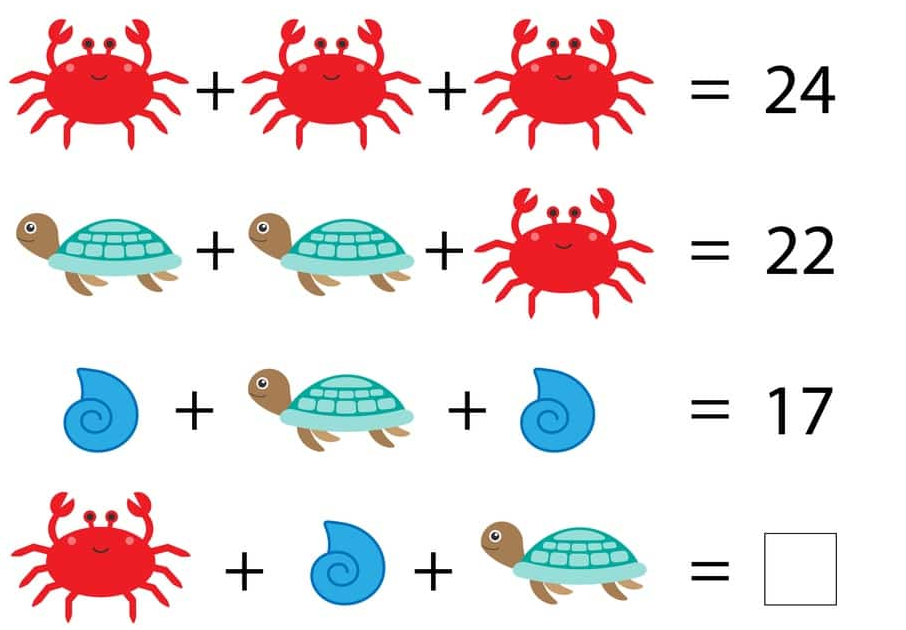 + + = 24
+ + = 22
+ + = 17
+ + =